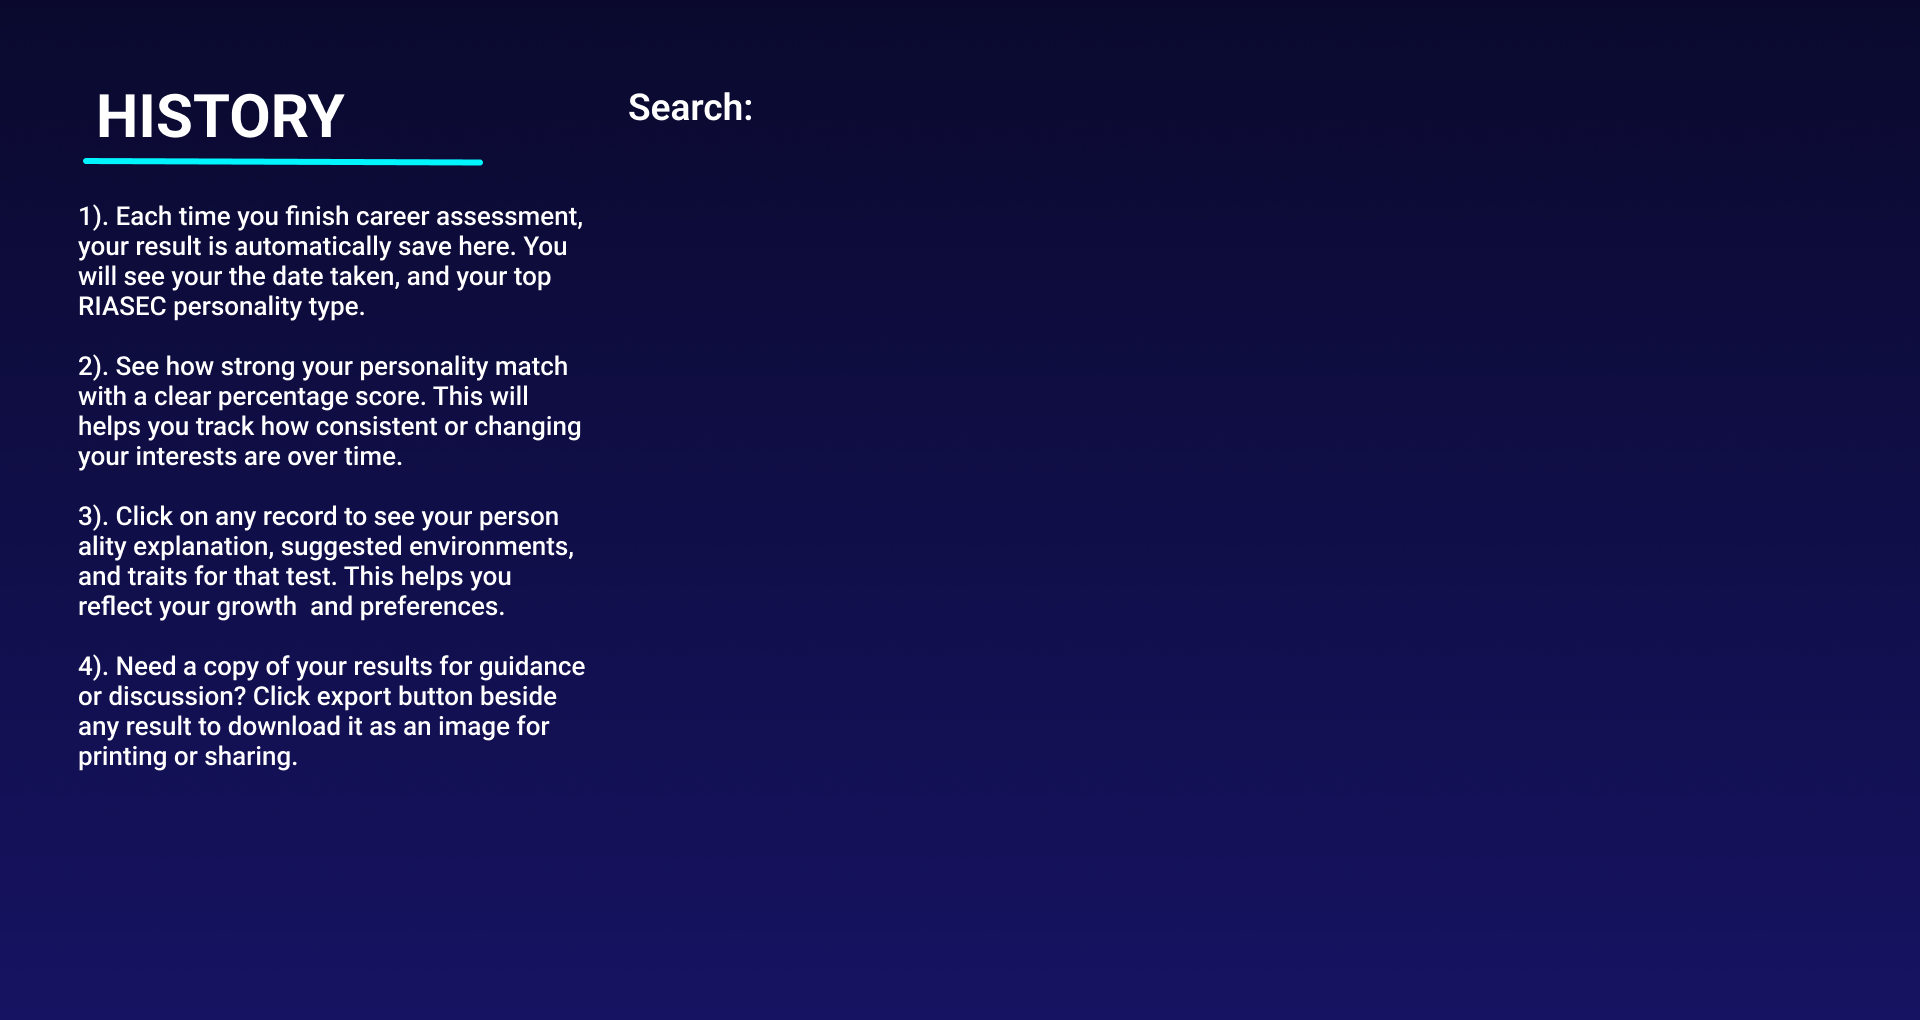 HISTORY
Search:
1). Each time you finish career assessment,
your result is automatically save here. You
will see your the date taken, and your top
RIASEC personality type.
2). See how strong your personality match
with a clear percentage score. This will
helps you track how consistent or changing
your interests are over time.
3). Click on any record to see your person
ality explanation, suggested environments,
and traits for that test. This helps you
reflect your growth  and preferences.
4). Need a copy of your results for guidance
or discussion? Click export button beside
any result to download it as an image for
printing or sharing.